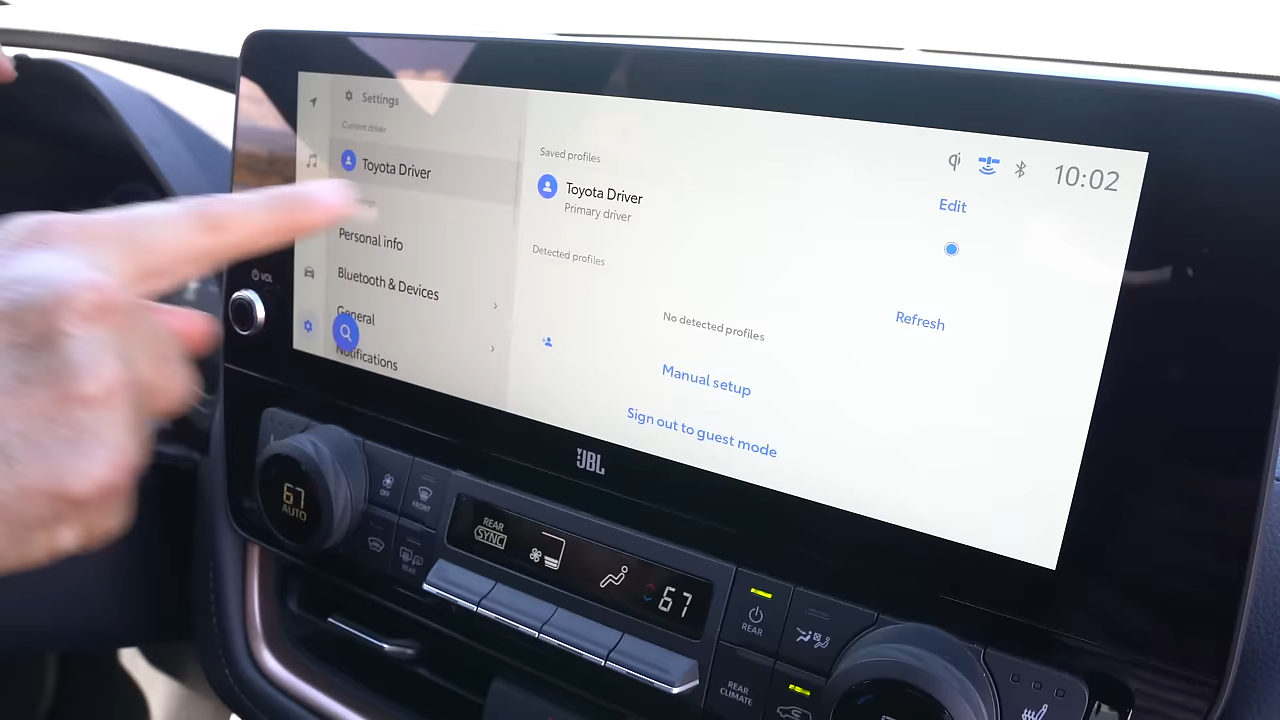 Settings
Current driver
Toyota Driver
Personal info
Bluetooth & Devices
General
Notifications
Saved profiles
Toyota Driver
Primary driver
Edit
Detected profiles
No detected profiles
Refresh
Manual setup
Sign out to guest mode
qi
10:02
VOL
JBL
67
AUTO
OFF
FRONT
REAR
REAR
SYNC
67
REAR
REAR
CLIMATE